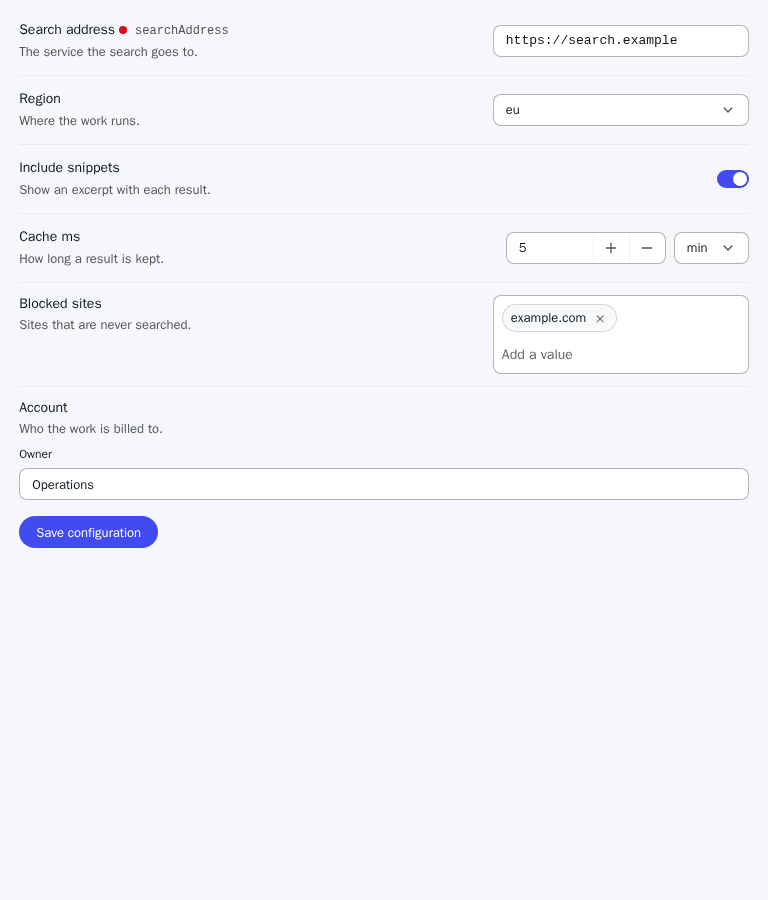 Search address searchAddress
The service the search goes to.
https://search.example
Region
Where the work runs.
eu
Include snippets
Show an excerpt with each result.
Cache ms
How long a result is kept.
5
min
Blocked sites
Sites that are never searched.
example.com
Add a value
Account
Who the work is billed to.
Owner
Operations
Save configuration